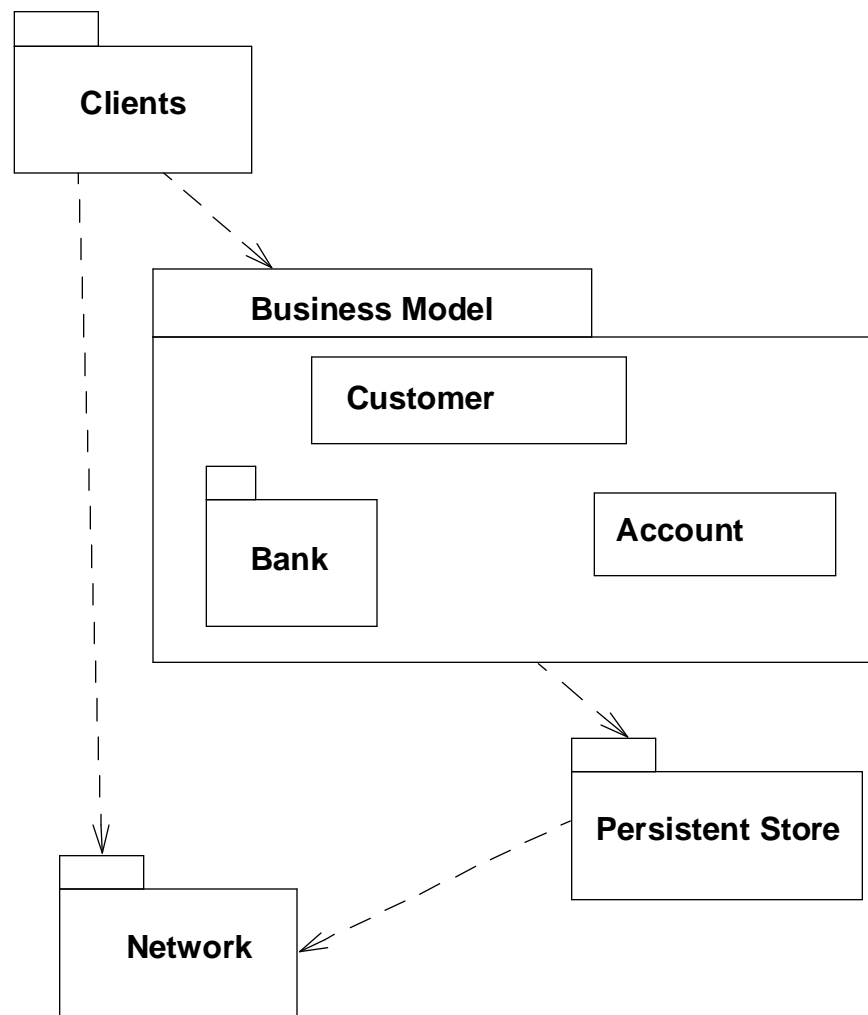 Clients
Business Model
Customer
Account
Bank
Persistent Store
Network